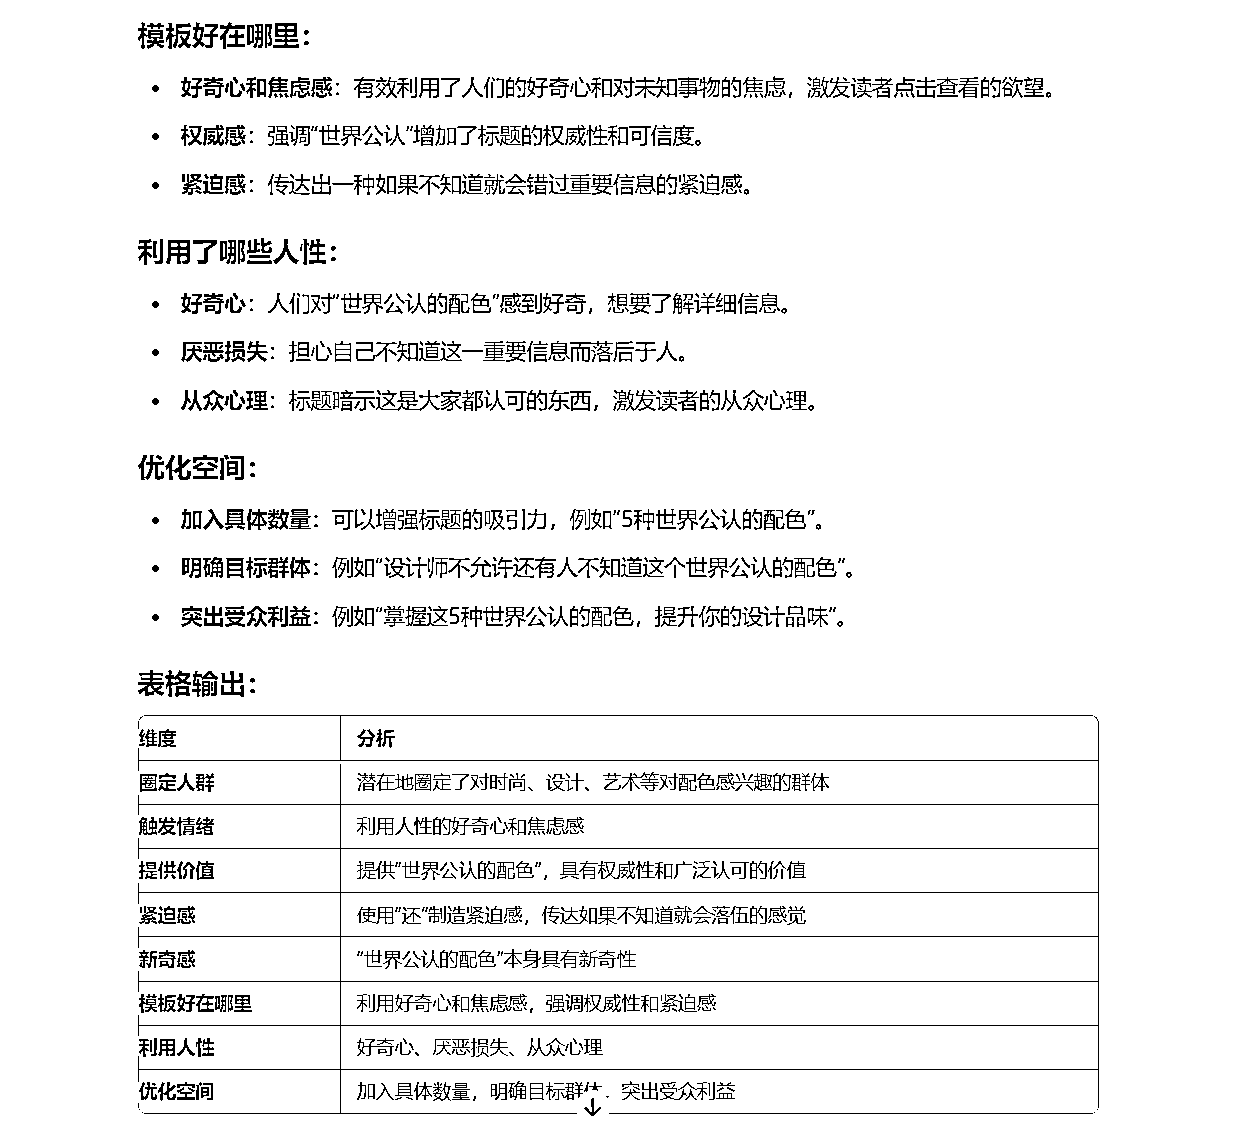 模板好在哪里：
• 好奇心和焦虑感：有效利用了人们的好奇心和对未知事物的焦虑，激发读者点击查看的欲望。
• 权威感：强调"世界公认"增加了标题的权威性和可信度。
• 紧迫感：传达出一种如果不知道就会错过重要信息的紧迫感。
利用了哪些人性：
• 好奇心：人们对"世界公认的配色"感到好奇，想要了解详细信息。
• 厌恶损失：担心自己不知道这一重要信息而落后于人。
• 从众心理：标题暗示这是大家都认可的东西，激发读者的从众心理。
优化空间：
• 加入具体数量：可以增强标题的吸引力，例如"5种世界公认的配色"。
• 明确目标群体：例如"设计师不允许还有人不知道这个世界公认的配色"。
• 突出受众利益：例如"掌握这5种世界公认的配色，提升你的设计品味"。
表格输出：
维度 分析
圈定人群 潜在地圈定了对时尚、设计、艺术等对配色感兴趣的群体
触发情绪 利用人性的好奇心和焦虑感
提供价值 提供"世界公认的配色"，具有权威性和广泛认可的价值
紧迫感 使用"还"制造紧迫感，传达如果不知道就会落伍的感觉
新奇感 "世界公认的配色"本身具有新奇性
模板好在哪里 利用好奇心和焦虑感，强调权威性和紧迫感
利用人性 好奇心、厌恶损失、从众心理
优化空间 加入具体数量，明确目标群体，突出受众利益